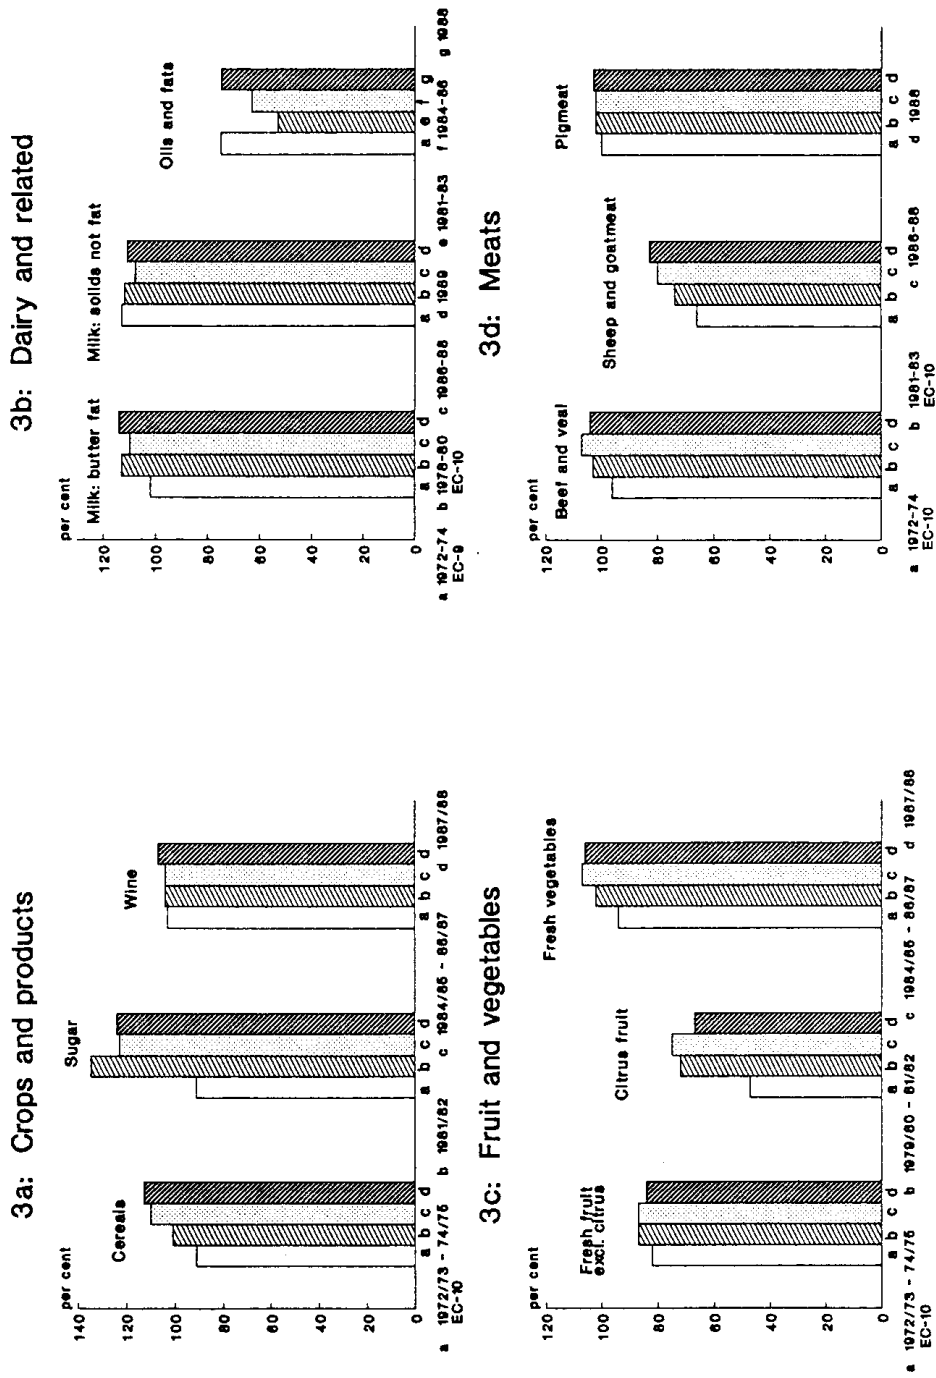 3a: Crops and products
per cent
140
120
100
80
60
40
20
0
Cereals
Sugar
Wine
a b c d
a b c d
a b c d
a 1972/73 - 74/75 b 1981/82 c 1984/85 - 86/87 d 1987/88
EC-10
3b: Dairy and related
per cent
120
100
80
60
40
20
0
Milk: butter fat
Milk: solids not fat
Oils and fats
a b c d
a b c d
a e f g
a 1972-74 b 1978-80 c 1986-88 d 1989 e 1981-83 f 1984-86 g 1988
EC-9 EC-10
3c: Fruit and vegetables
per cent
120
100
80
60
40
20
0
Fresh fruit
excl. citrus
Citrus fruit
Fresh vegetables
a b c d
a b c d
a b c d
a 1972/73 - 74/75 b 1979/80 - 81/82 c 1984/85 - 86/87 d 1987/88
EC-10
3d: Meats
per cent
120
100
80
60
40
20
0
Beef and veal
Sheep and goatmeat
Pigmeat
a b c d
a b c d
a b c d
a 1972-74 b 1981-83 c 1986-88 d 1988
EC-10 EC-10